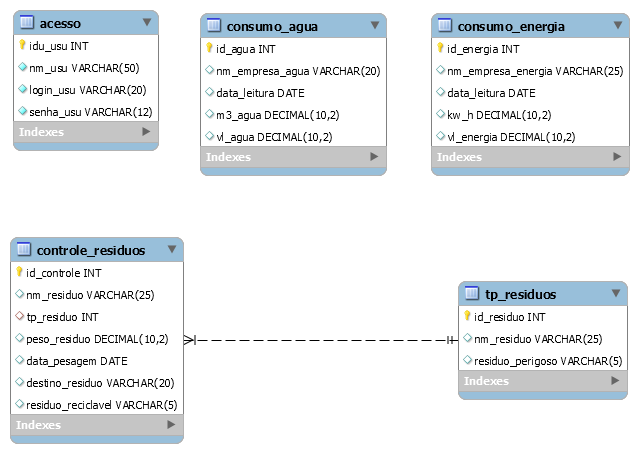 acesso
idu_usu INT
nm_usu VARCHAR(50)
login_usu VARCHAR(20)
senha_usu VARCHAR(12)
Indexes
consumo_agua
id_agua INT
nm_empresa_agua VARCHAR(20)
data_leitura DATE
m3_agua DECIMAL(10,2)
vl_agua DECIMAL(10,2)
Indexes
consumo_energia
id_energia INT
nm_empresa_energia VARCHAR(25)
data_leitura DATE
kw_h DECIMAL(10,2)
vl_energia DECIMAL(10,2)
Indexes
controle_residuos
id_controle INT
nm_residuo VARCHAR(25)
tp_residuo INT
peso_residuo DECIMAL(10,2)
data_pesagem DATE
destino_residuo VARCHAR(20)
residuo_reciclavel VARCHAR(5)
Indexes
tp_residuos
id_residuo INT
nm_residuo VARCHAR(25)
residuo_perigoso VARCHAR(5)
Indexes